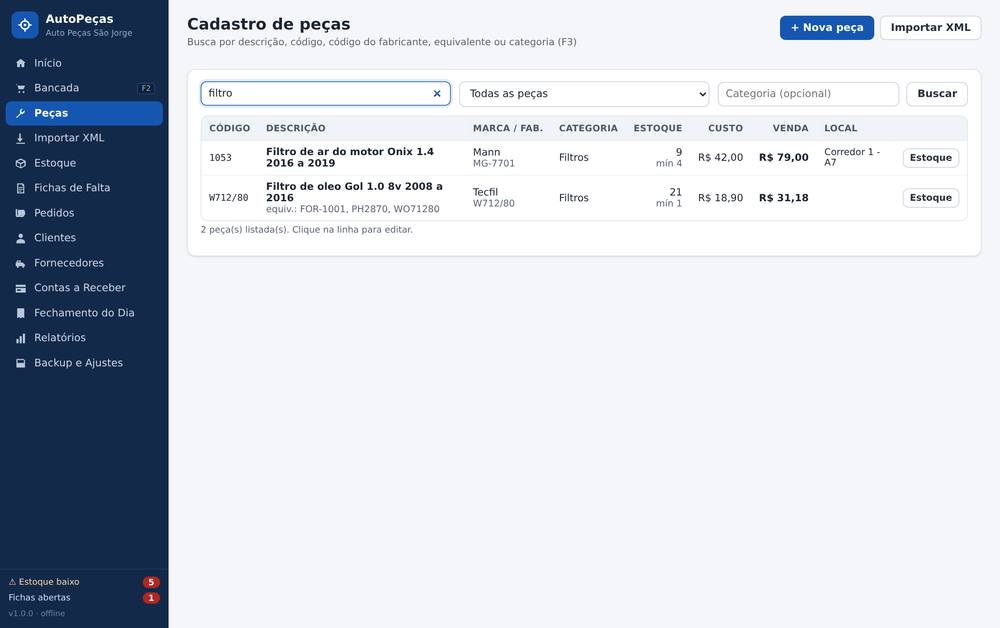 AutoPeças
Auto Peças São Jorge
Início
Bancada F2
Peças
Importar XML
Estoque
Fichas de Falta
Pedidos
Clientes
Fornecedores
Contas a Receber
Fechamento do Dia
Relatórios
Backup e Ajustes
⚠ Estoque baixo 5
Fichas abertas 1
v1.0.0 · offline
Cadastro de peças
Busca por descrição, código, código do fabricante, equivalente ou categoria (F3)
+ Nova peça
Importar XML
filtro ×
Todas as peças
Categoria (opcional)
Buscar
CÓDIGO DESCRIÇÃO MARCA / FAB. CATEGORIA ESTOQUE CUSTO VENDA LOCAL
1053 Filtro de ar do motor Onix 1.4 2016 a 2019 Mann MG-7701 Filtros 9 mín 4 R$ 42,00 R$ 79,00 Corredor 1 - A7 Estoque
W712/80 Filtro de oleo Gol 1.0 8v 2008 a 2016 equiv.: FOR-1001, PH2870, WO71280 Tecfil W712/80 Filtros 21 mín 1 R$ 18,90 R$ 31,18 Estoque
2 peça(s) listada(s). Clique na linha para editar.